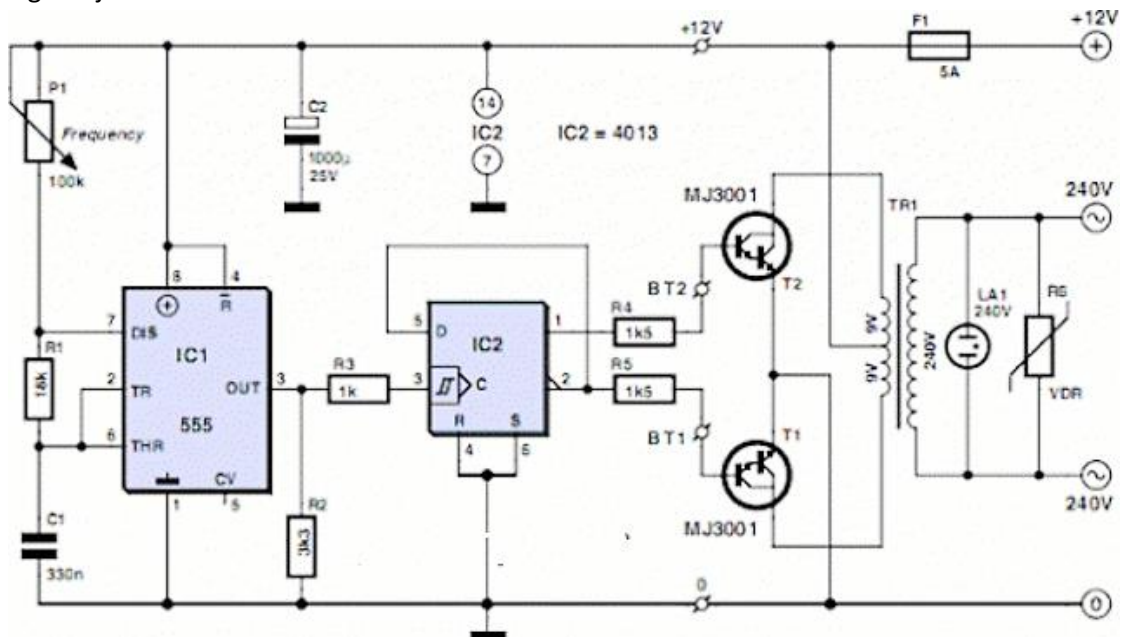 +12V
F1
+12V
+
5A
P1
Frequency
100k
C2
1000µ
25V
14
IC2
7
IC2 = 4013
MJ3001
TR1
240V
~
8
4
+
R
7
DIS
IC1
R1
18k
2
TR
OUT
3
555
6
THR
CV
1
5
C1
330n
R2
3k3
R3
1k
5
D
IC2
1
3
C
2
R
S
4
6
R4
1k5
R5
1k5
BT2
T2
BT1
T1
MJ3001
9V
9V
240V
LA1
240V
R6
VDR
~
240V
0
0